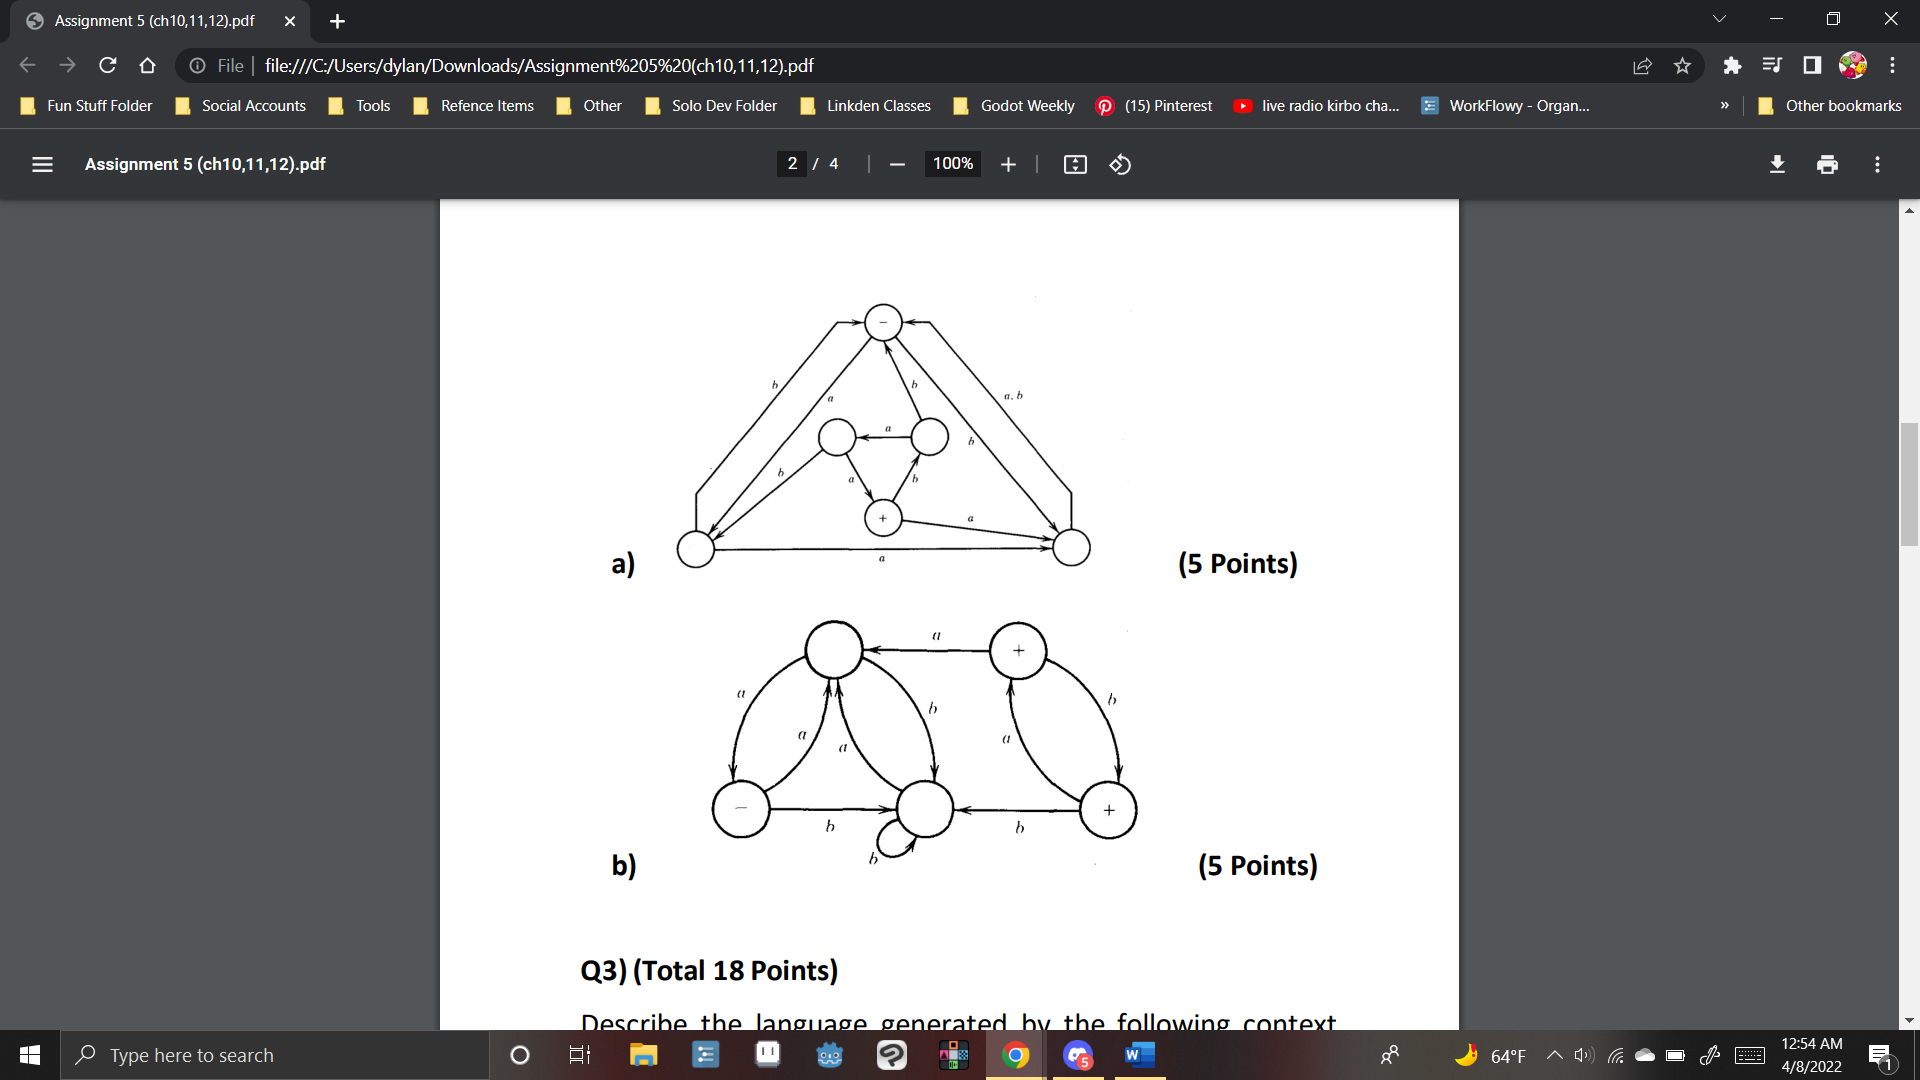 Assignment 5 (ch10,11,12).pdf
File
file:///C:/Users/dylan/Downloads/Assignment%205%20(ch10,11,12).pdf
Fun Stuff Folder
Social Accounts
Tools
Refence Items
Other
Solo Dev Folder
Linkden Classes
Godot Weekly
(15) Pinterest
live radio kirbo cha...
WorkFlowy - Organ...
»
Other bookmarks
Assignment 5 (ch10,11,12).pdf
2 / 4
100%
-
b
a
b
a, b
a
b
b
a
b
+
a
a
a)
(5 Points)
a
+
a
b
b
a
a
a
-
b
b
+
b
b)
(5 Points)
Q3) (Total 18 Points)
Describe the language generated by the following context
Type here to search
5
W
64°F
12:54 AM
4/8/2022
1